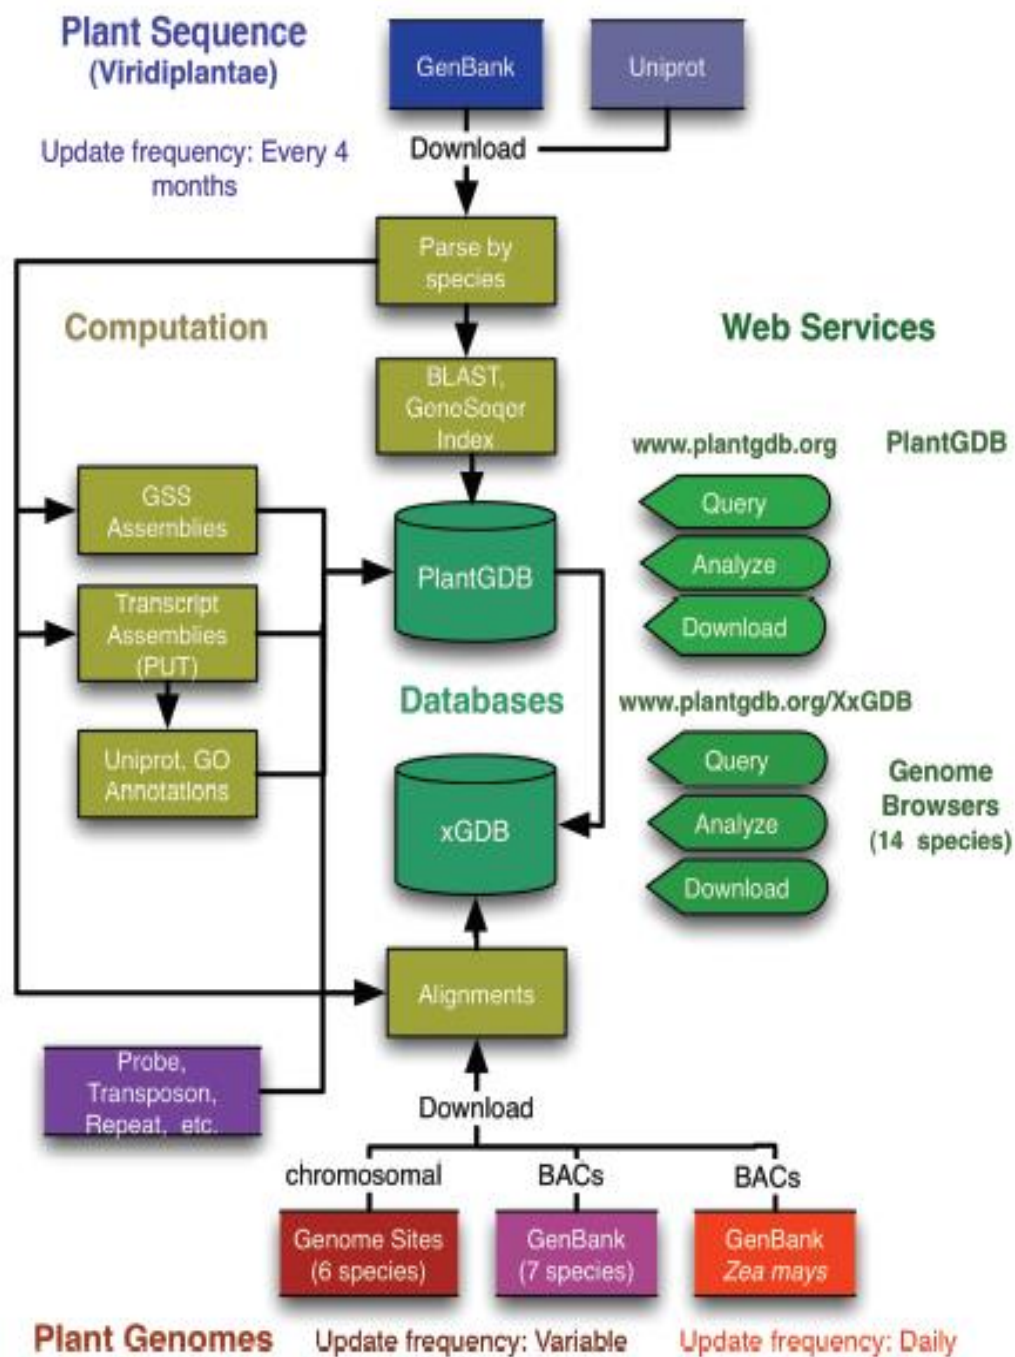 Plant Sequence
(Viridiplantae)
GenBank
Uniprot
Update frequency: Every 4
months
Download
Parse by
species
Computation
Web Services
BLAST,
GeneSeqer
Index
www.plantgdb.org
PlantGDB
GSS
Assemblies
Query
Analyze
Download
PlantGDB
Transcript
Assemblies
(PUT)
Databases
www.plantgdb.org/XxGDB
Uniprot, GO
Annotations
xGDB
Query
Analyze
Download
Genome
Browsers
(14 species)
Alignments
Probe,
Transposon,
Repeat, etc.
Download
chromosomal
BACs
BACs
Genome Sites
(6 species)
GenBank
(7 species)
GenBank
Zea mays
Plant Genomes
Update frequency: Variable
Update frequency: Daily